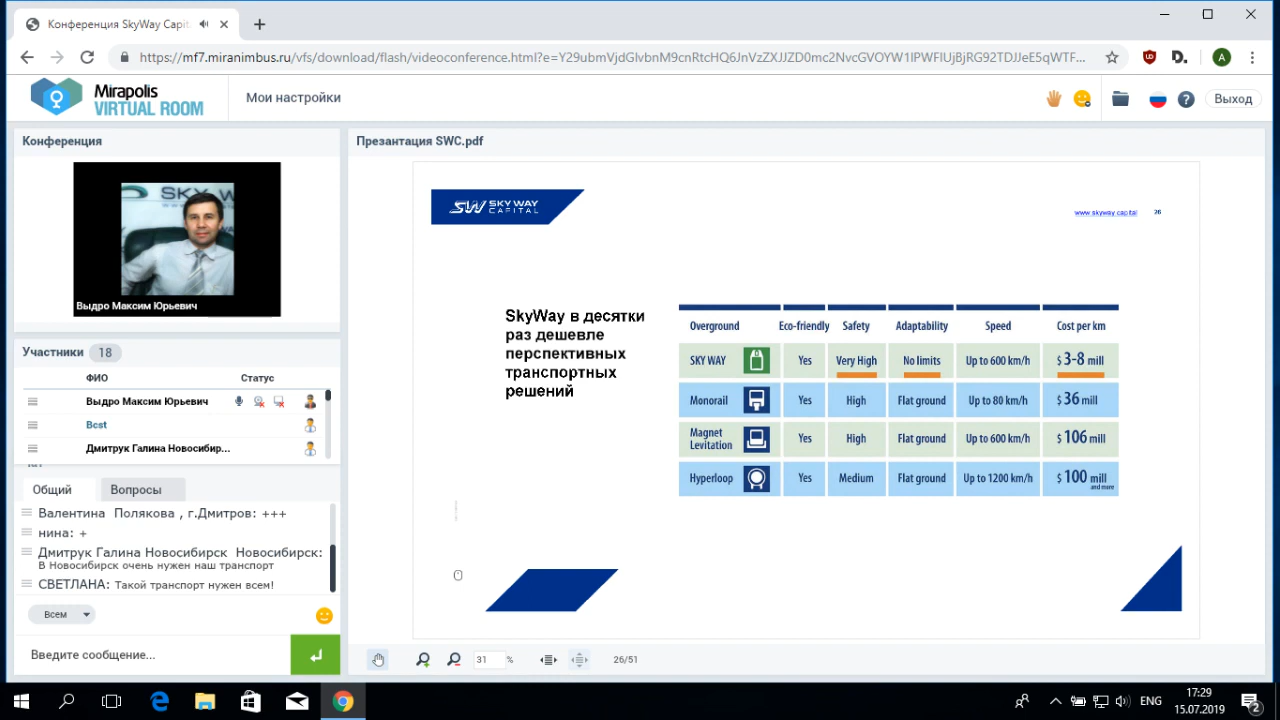 Конференция SkyWay Capit
https://mf7.miranimbus.ru/vfs/download/flash/videoconference.html?e=Y29ubmVjdGlvbnM9cnRtcHQ6JnVzZXJJZD0mc2NvcGVOYW1lPWFlUjBjRG92TDJJeE5qWTF...
D.
A
Mirapolis
VIRTUAL ROOM
Мои настройки
Выход
Конференция
Выдро Максим Юрьевич
Участники 18
ФИО Статус
Выдро Максим Юрьевич
Bcst
Дмитрук Галина Новосибир...
Общий Вопросы
Валентина Полякова , г.Дмитров: +++
нина: +
Дмитрук Галина Новосибирск Новосибирск:
В Новосибирск очень нужен наш транспорт
СВЕТЛАНА: Такой транспорт нужен всем!
Всем
Введите сообщение...
Презантация SWC.pdf
SW SKY WAY
CAPITAL
www.skyway.capital 26
SkyWay в десятки
раз дешевле
перспективных
транспортных
решений
Overground Eco-friendly Safety Adaptability Speed Cost per km
SKY WAY Yes Very High No limits Up to 600 km/h $ 3-8 mill
Monorail Yes High Flat ground Up to 80 km/h $ 36 mill
Magnet Levitation Yes High Flat ground Up to 600 km/h $ 106 mill
Hyperloop Yes Medium Flat ground Up to 1200 km/h $ 100 mill
and more
31 % 26/51
ENG
17:29
15.07.2019
2